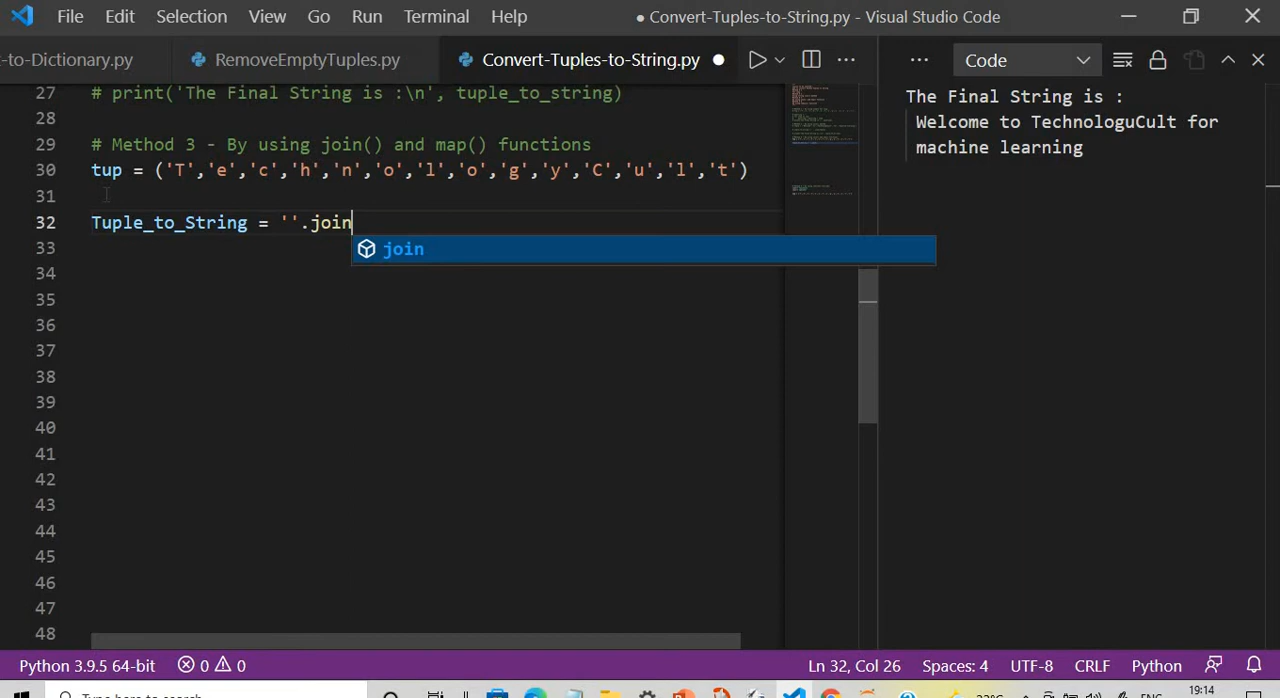 File Edit Selection View Go Run Terminal Help ● Convert-Tuples-to-String.py - Visual Studio Code
-to-Dictionary.py RemoveEmptyTuples.py Convert-Tuples-to-String.py ● ··· ··· Code
27 # print('The Final String is :\n', tuple_to_string)
28
29 # Method 3 - By using join() and map() functions
30 tup = ('T','e','c','h','n','o','l','o','g','y','C','u','l','t')
31
32 Tuple_to_String = ''.join
join
33
34
35
36
37
38
39
40
41
42
43
44
45
46
47
48
The Final String is :
Welcome to TechnologuCult for
machine learning
Python 3.9.5 64-bit 0 0 Ln 32, Col 26 Spaces: 4 UTF-8 CRLF Python
Type here to search ENG 19:14